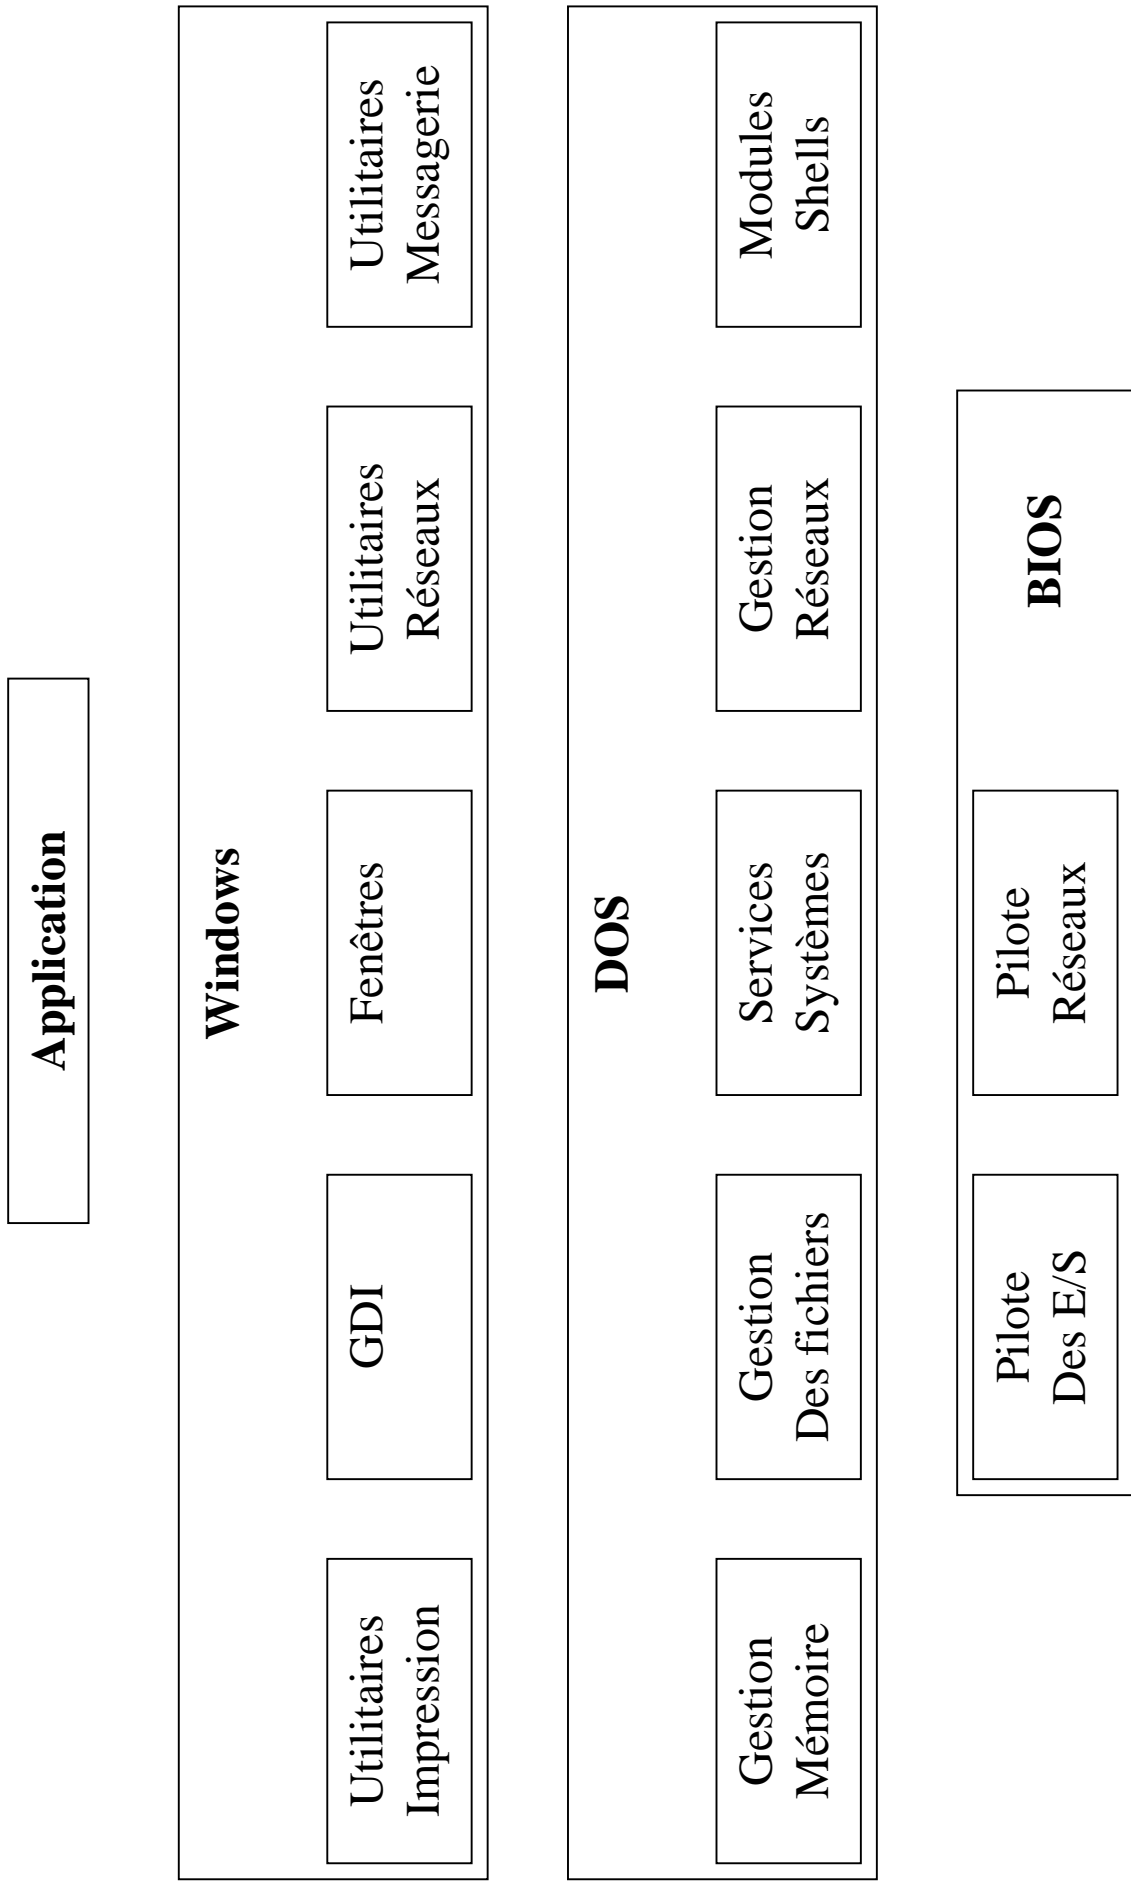 Application
Windows
Utilitaires
Impression
GDI
Fenêtres
Utilitaires
Réseaux
Utilitaires
Messagerie
DOS
Gestion
Mémoire
Gestion
Des fichiers
Services
Systèmes
Gestion
Réseaux
Modules
Shells
Pilote
Des E/S
Pilote
Réseaux
BIOS